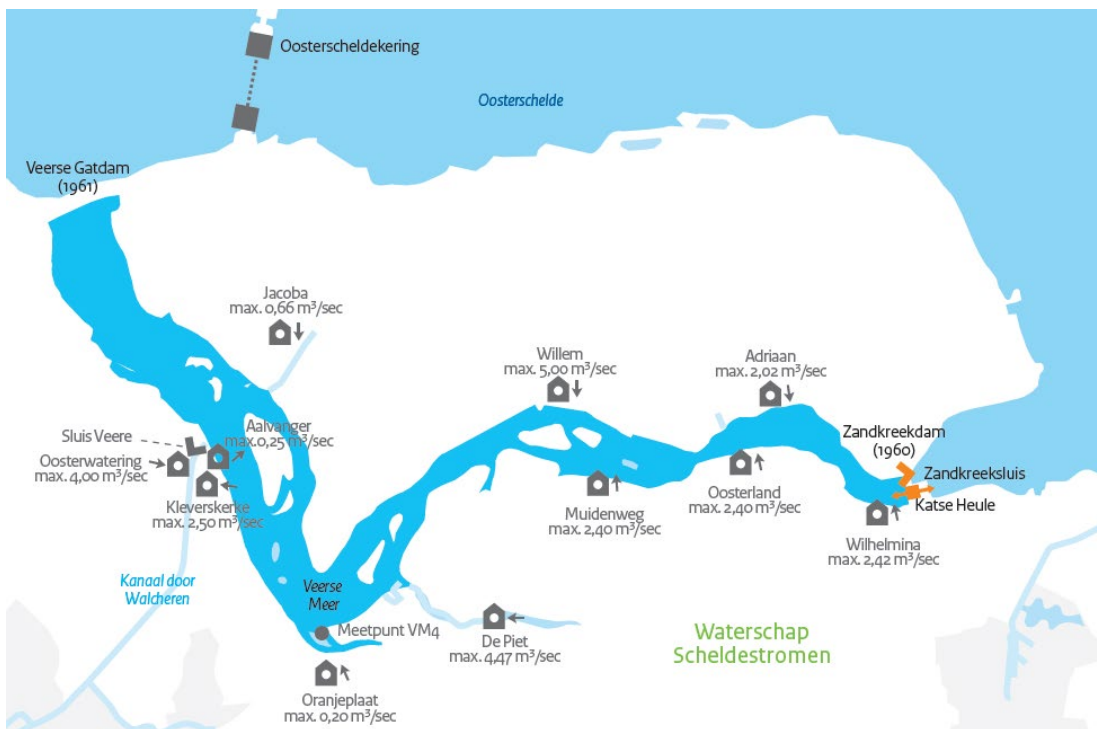 Oosterscheldekering
Oosterschelde
Veerse Gatdam
(1961)
Jacoba
max. 0,66 m³/sec
Willem
max. 5,00 m³/sec
Adriaan
max. 2,02 m³/sec
Sluis Veere
Aalvanger
max.0,25 m³/sec
Oosterwatering
max. 4,00 m³/sec
Kleverskerke
max. 2,50 m³/sec
Zandkreekdam
(1960)
Zandkreeksluis
Katse Heule
Oosterland
max. 2,40 m³/sec
Muidenweg
max. 2,40 m³/sec
Wilhelmina
max. 2,42 m³/sec
Kanaal door
Walcheren
Veerse
Meer
Meetpunt VM4
De Piet
max. 4,47 m³/sec
Waterschap
Scheldestromen
Oranjeplaat
max. 0,20 m³/sec